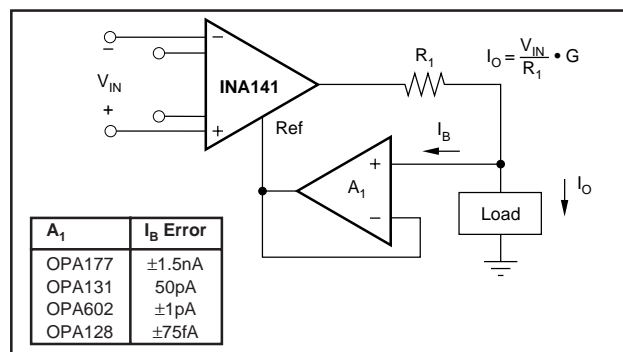 −
−
V_IN
+
+
INA141
Ref
R_1
I_O = V_IN / R_1 • G
I_B
+
A_1
−
Load
I_O
A_1 I_B Error
OPA177 ±1.5nA
OPA131 50pA
OPA602 ±1pA
OPA128 ±75fA